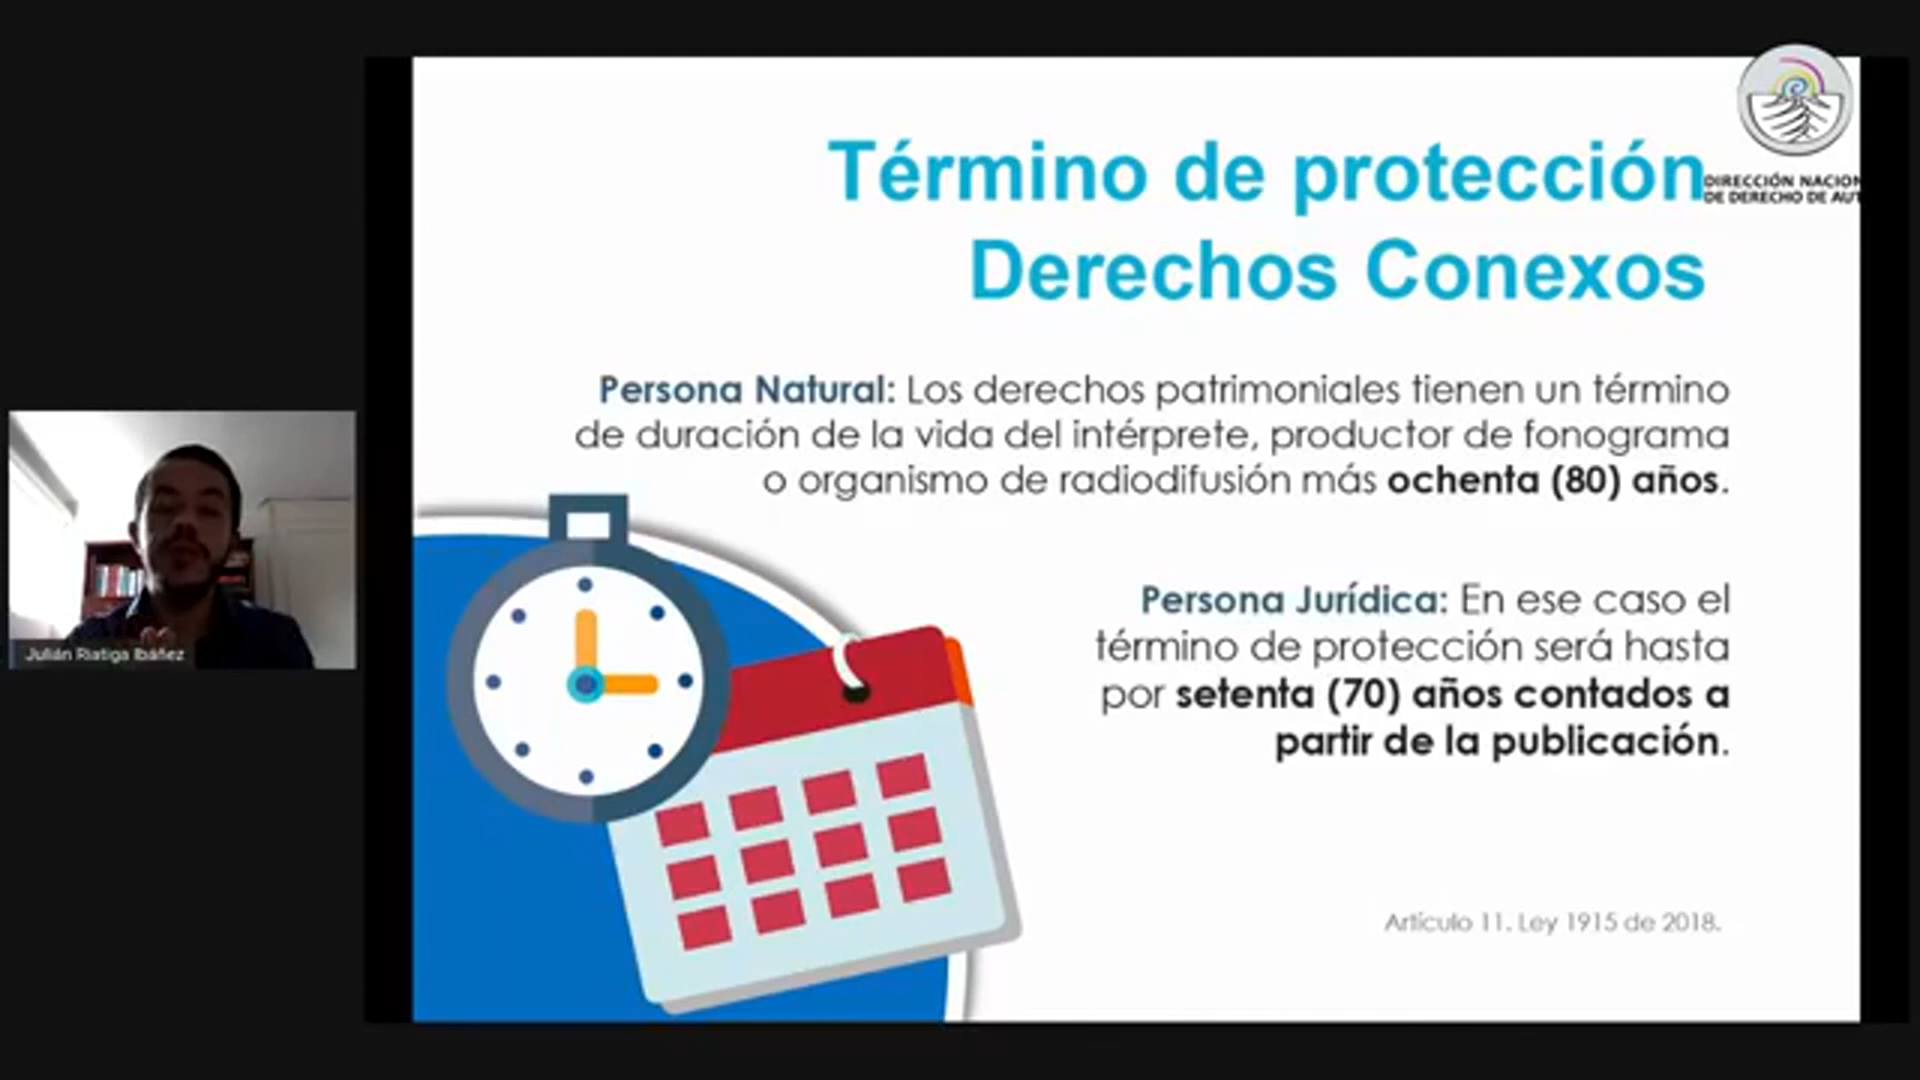 Término de protección
Derechos Conexos
DIRECCIÓN NACION
DE DERECHO DE AUT
Persona Natural: Los derechos patrimoniales tienen un término
de duración de la vida del intérprete, productor de fonograma
o organismo de radiodifusión más ochenta (80) años.
Persona Jurídica: En ese caso el
término de protección será hasta
por setenta (70) años contados a
partir de la publicación.
Artículo 11. Ley 1915 de 2018.
Julián Riatiga Ibáñez